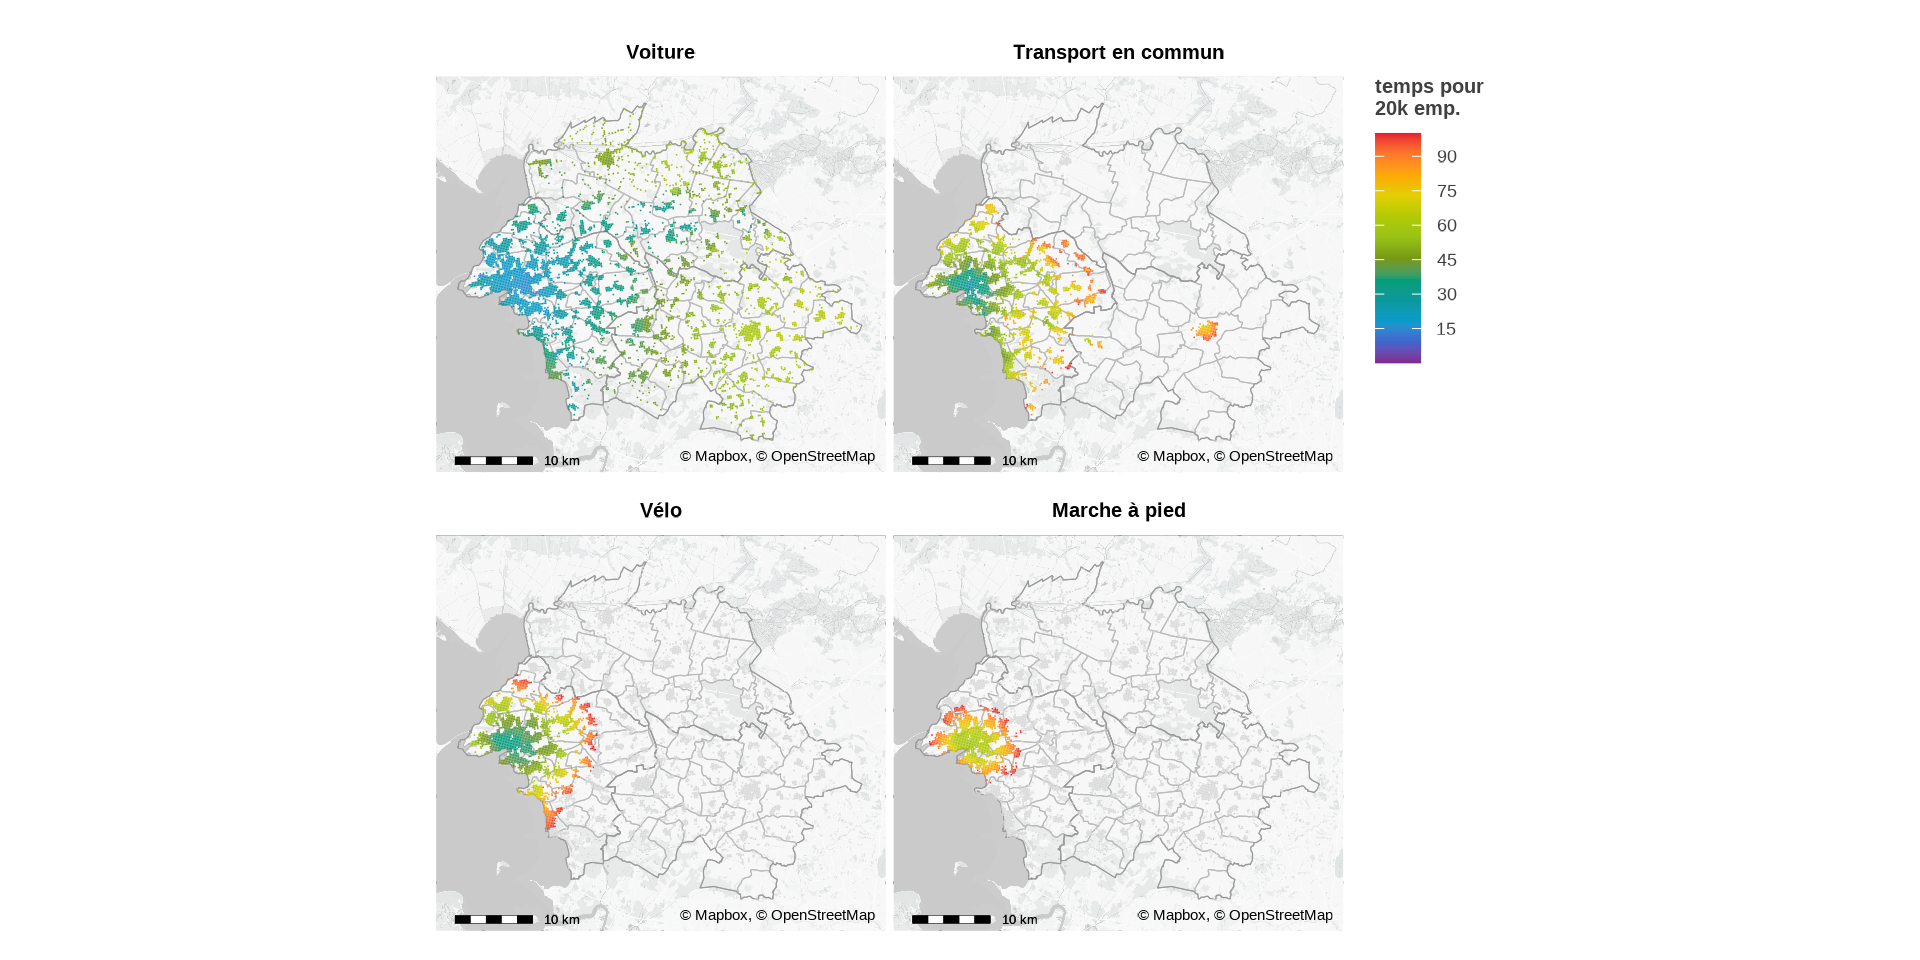 Voiture
Transport en commun
temps pour
20k emp.
90
75
60
45
30
15
10 km
© Mapbox, © OpenStreetMap
10 km
© Mapbox, © OpenStreetMap
Vélo
Marche à pied
10 km
© Mapbox, © OpenStreetMap
10 km
© Mapbox, © OpenStreetMap